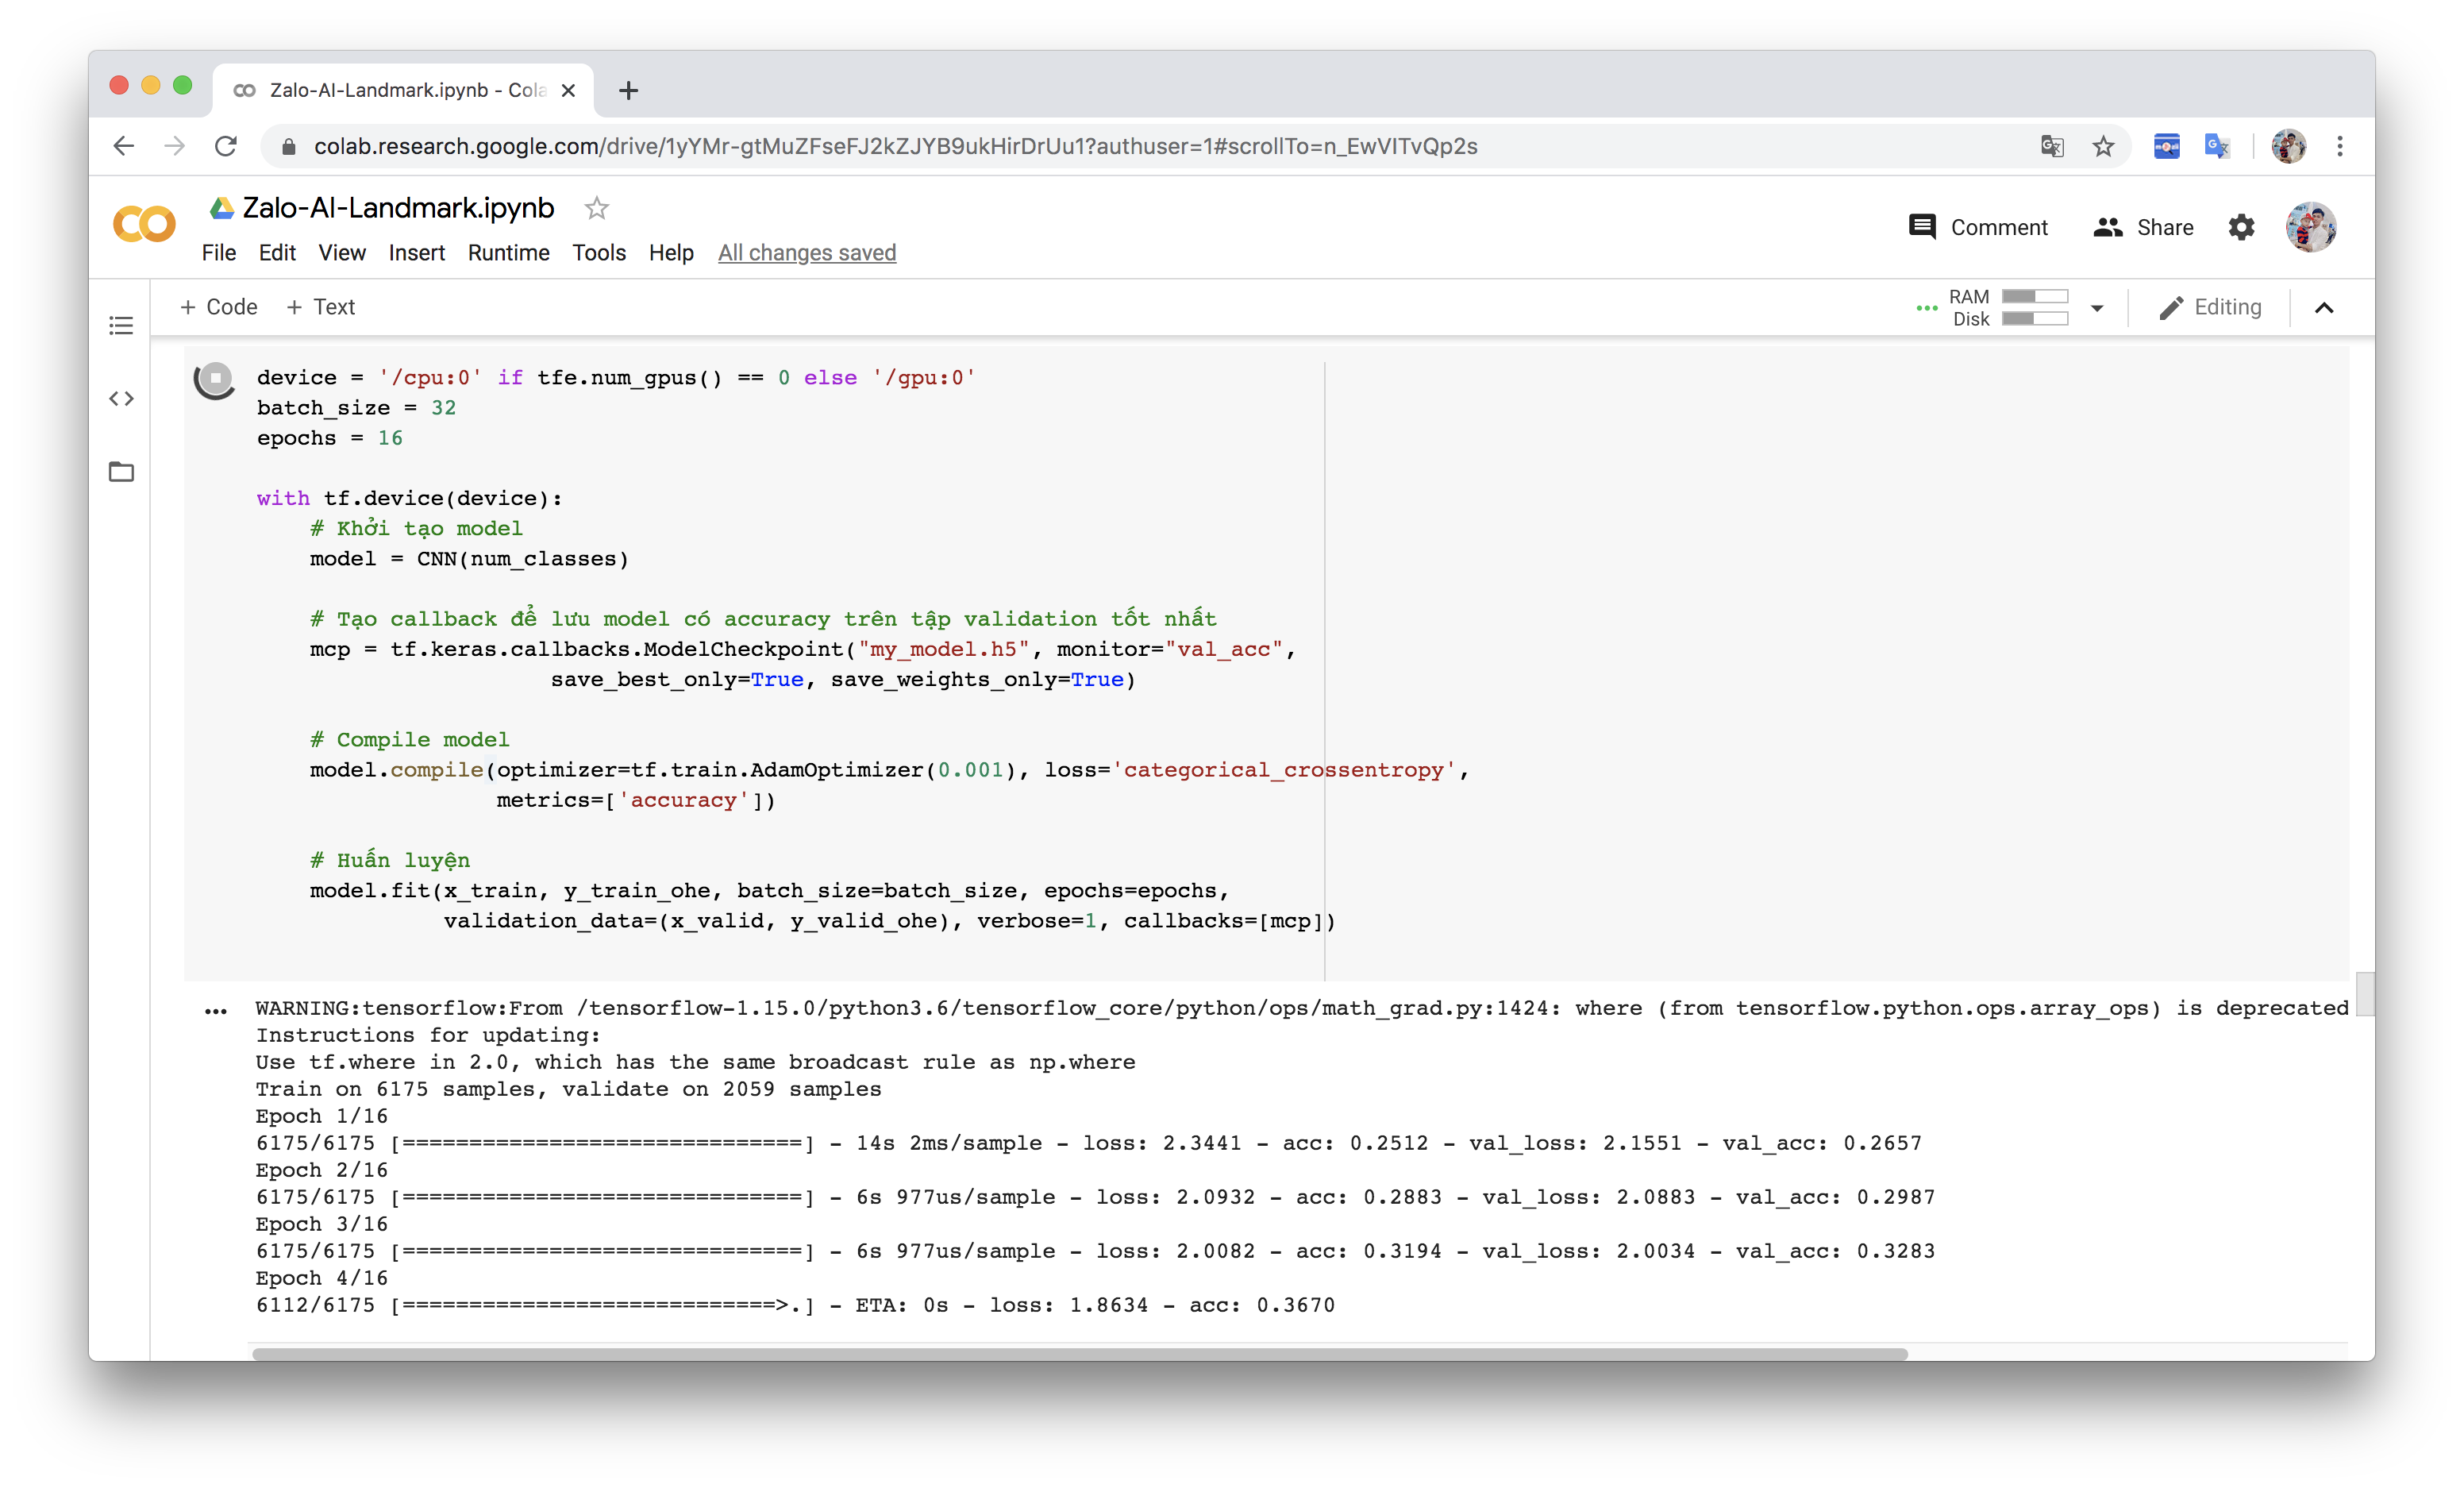 Zalo-AI-Landmark.ipynb - Cola
colab.research.google.com/drive/1yYMr-gtMuZFseFJ2kZJYB9ukHirDrUu1?authuser=1#scrollTo=n_EwVITvQp2s
Zalo-AI-Landmark.ipynb
Comment Share
File Edit View Insert Runtime Tools Help All changes saved
+ Code + Text
RAM
Disk
Editing
device = '/cpu:0' if tfe.num_gpus() == 0 else '/gpu:0'
batch_size = 32
epochs = 16
with tf.device(device):
# Khởi tạo model
model = CNN(num_classes)
# Tạo callback để lưu model có accuracy trên tập validation tốt nhất
mcp = tf.keras.callbacks.ModelCheckpoint("my_model.h5", monitor="val_acc",
save_best_only=True, save_weights_only=True)
# Compile model
model.compile(optimizer=tf.train.AdamOptimizer(0.001), loss='categorical_crossentropy',
metrics=['accuracy'])
# Huấn luyện
model.fit(x_train, y_train_ohe, batch_size=batch_size, epochs=epochs,
validation_data=(x_valid, y_valid_ohe), verbose=1, callbacks=[mcp])
WARNING:tensorflow:From /tensorflow-1.15.0/python3.6/tensorflow_core/python/ops/math_grad.py:1424: where (from tensorflow.python.ops.array_ops) is deprecated
Instructions for updating:
Use tf.where in 2.0, which has the same broadcast rule as np.where
Train on 6175 samples, validate on 2059 samples
Epoch 1/16
6175/6175 [==============================] - 14s 2ms/sample - loss: 2.3441 - acc: 0.2512 - val_loss: 2.1551 - val_acc: 0.2657
Epoch 2/16
6175/6175 [==============================] - 6s 977us/sample - loss: 2.0932 - acc: 0.2883 - val_loss: 2.0883 - val_acc: 0.2987
Epoch 3/16
6175/6175 [==============================] - 6s 977us/sample - loss: 2.0082 - acc: 0.3194 - val_loss: 2.0034 - val_acc: 0.3283
Epoch 4/16
6112/6175 [============================>.] - ETA: 0s - loss: 1.8634 - acc: 0.3670